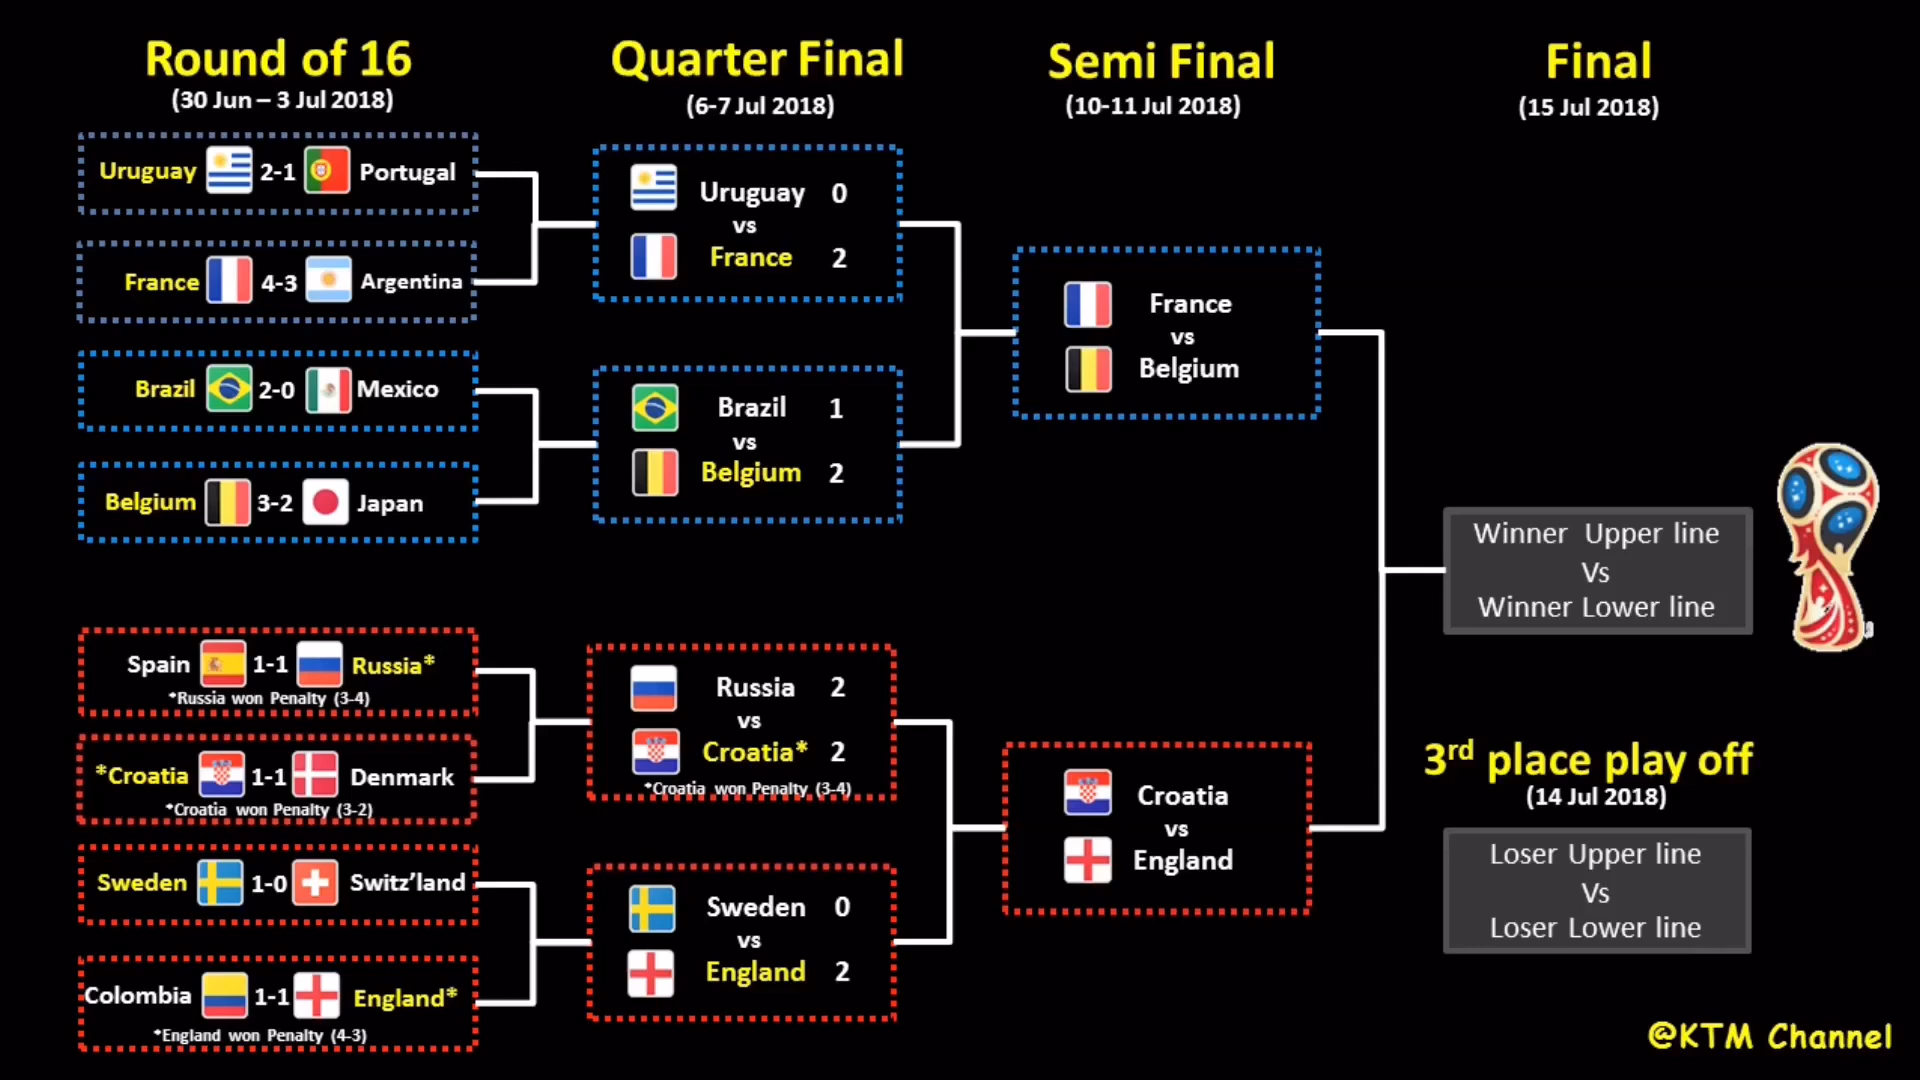 Round of 16
(30 Jun – 3 Jul 2018)
Uruguay 2-1 Portugal
France 4-3 Argentina
Brazil 2-0 Mexico
Belgium 3-2 Japan
Spain 1-1 Russia*
*Russia won Penalty (3-4)
*Croatia 1-1 Denmark
*Croatia won Penalty (3-2)
Sweden 1-0 Switz’land
Colombia 1-1 England*
*England won Penalty (4-3)
Quarter Final
(6-7 Jul 2018)
Uruguay 0
vs
France 2
Brazil 1
vs
Belgium 2
Russia 2
vs
Croatia* 2
*Croatia won Penalty (3-4)
Sweden 0
vs
England 2
Semi Final
(10-11 Jul 2018)
France
vs
Belgium
Croatia
vs
England
Final
(15 Jul 2018)
Winner Upper line
Vs
Winner Lower line
3rd place play off
(14 Jul 2018)
Loser Upper line
Vs
Loser Lower line
@KTM Channel